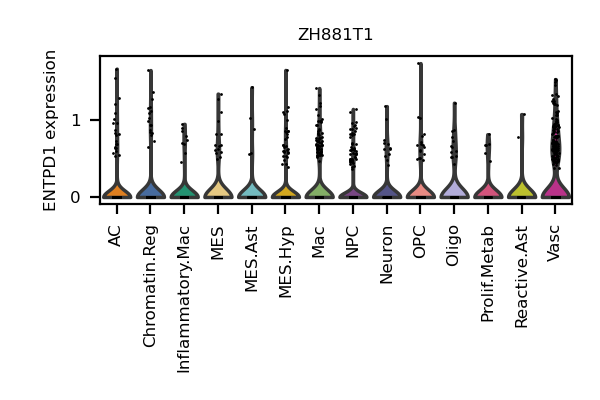 ZH881T1
ENTPD1 expression
1
0
AC
Chromatin.Reg
Inflammatory.Mac
MES
MES.Ast
MES.Hyp
Mac
NPC
Neuron
OPC
Oligo
Prolif.Metab
Reactive.Ast
Vasc